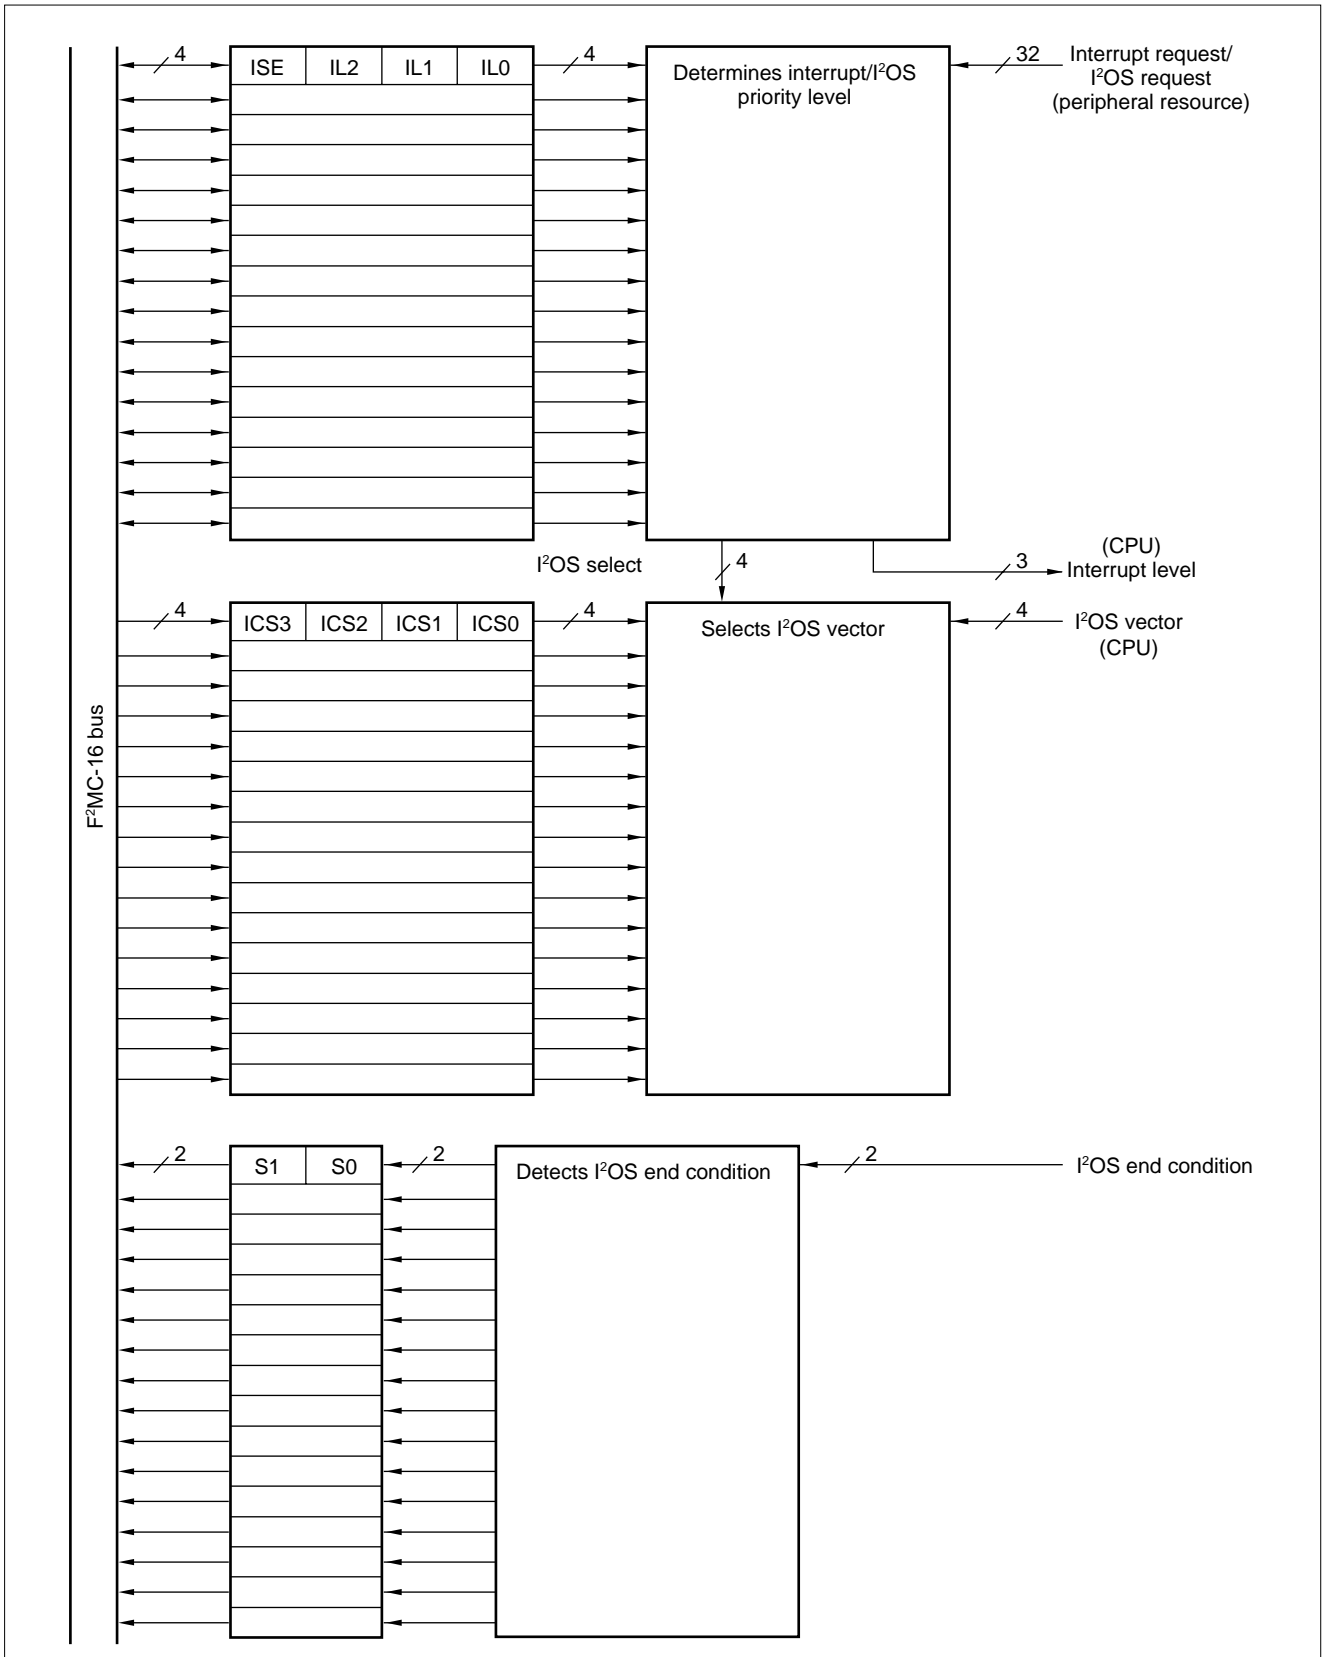 4
ISE IL2 IL1 IL0
4
Determines interrupt/I²OS
priority level
32
Interrupt request/
I²OS request
(peripheral resource)
I²OS select
4
3
(CPU)
Interrupt level
4
ICS3 ICS2 ICS1 ICS0
4
Selects I²OS vector
4
I²OS vector
(CPU)
F²MC-16 bus
2
S1 S0
2
Detects I²OS end condition
2
I²OS end condition